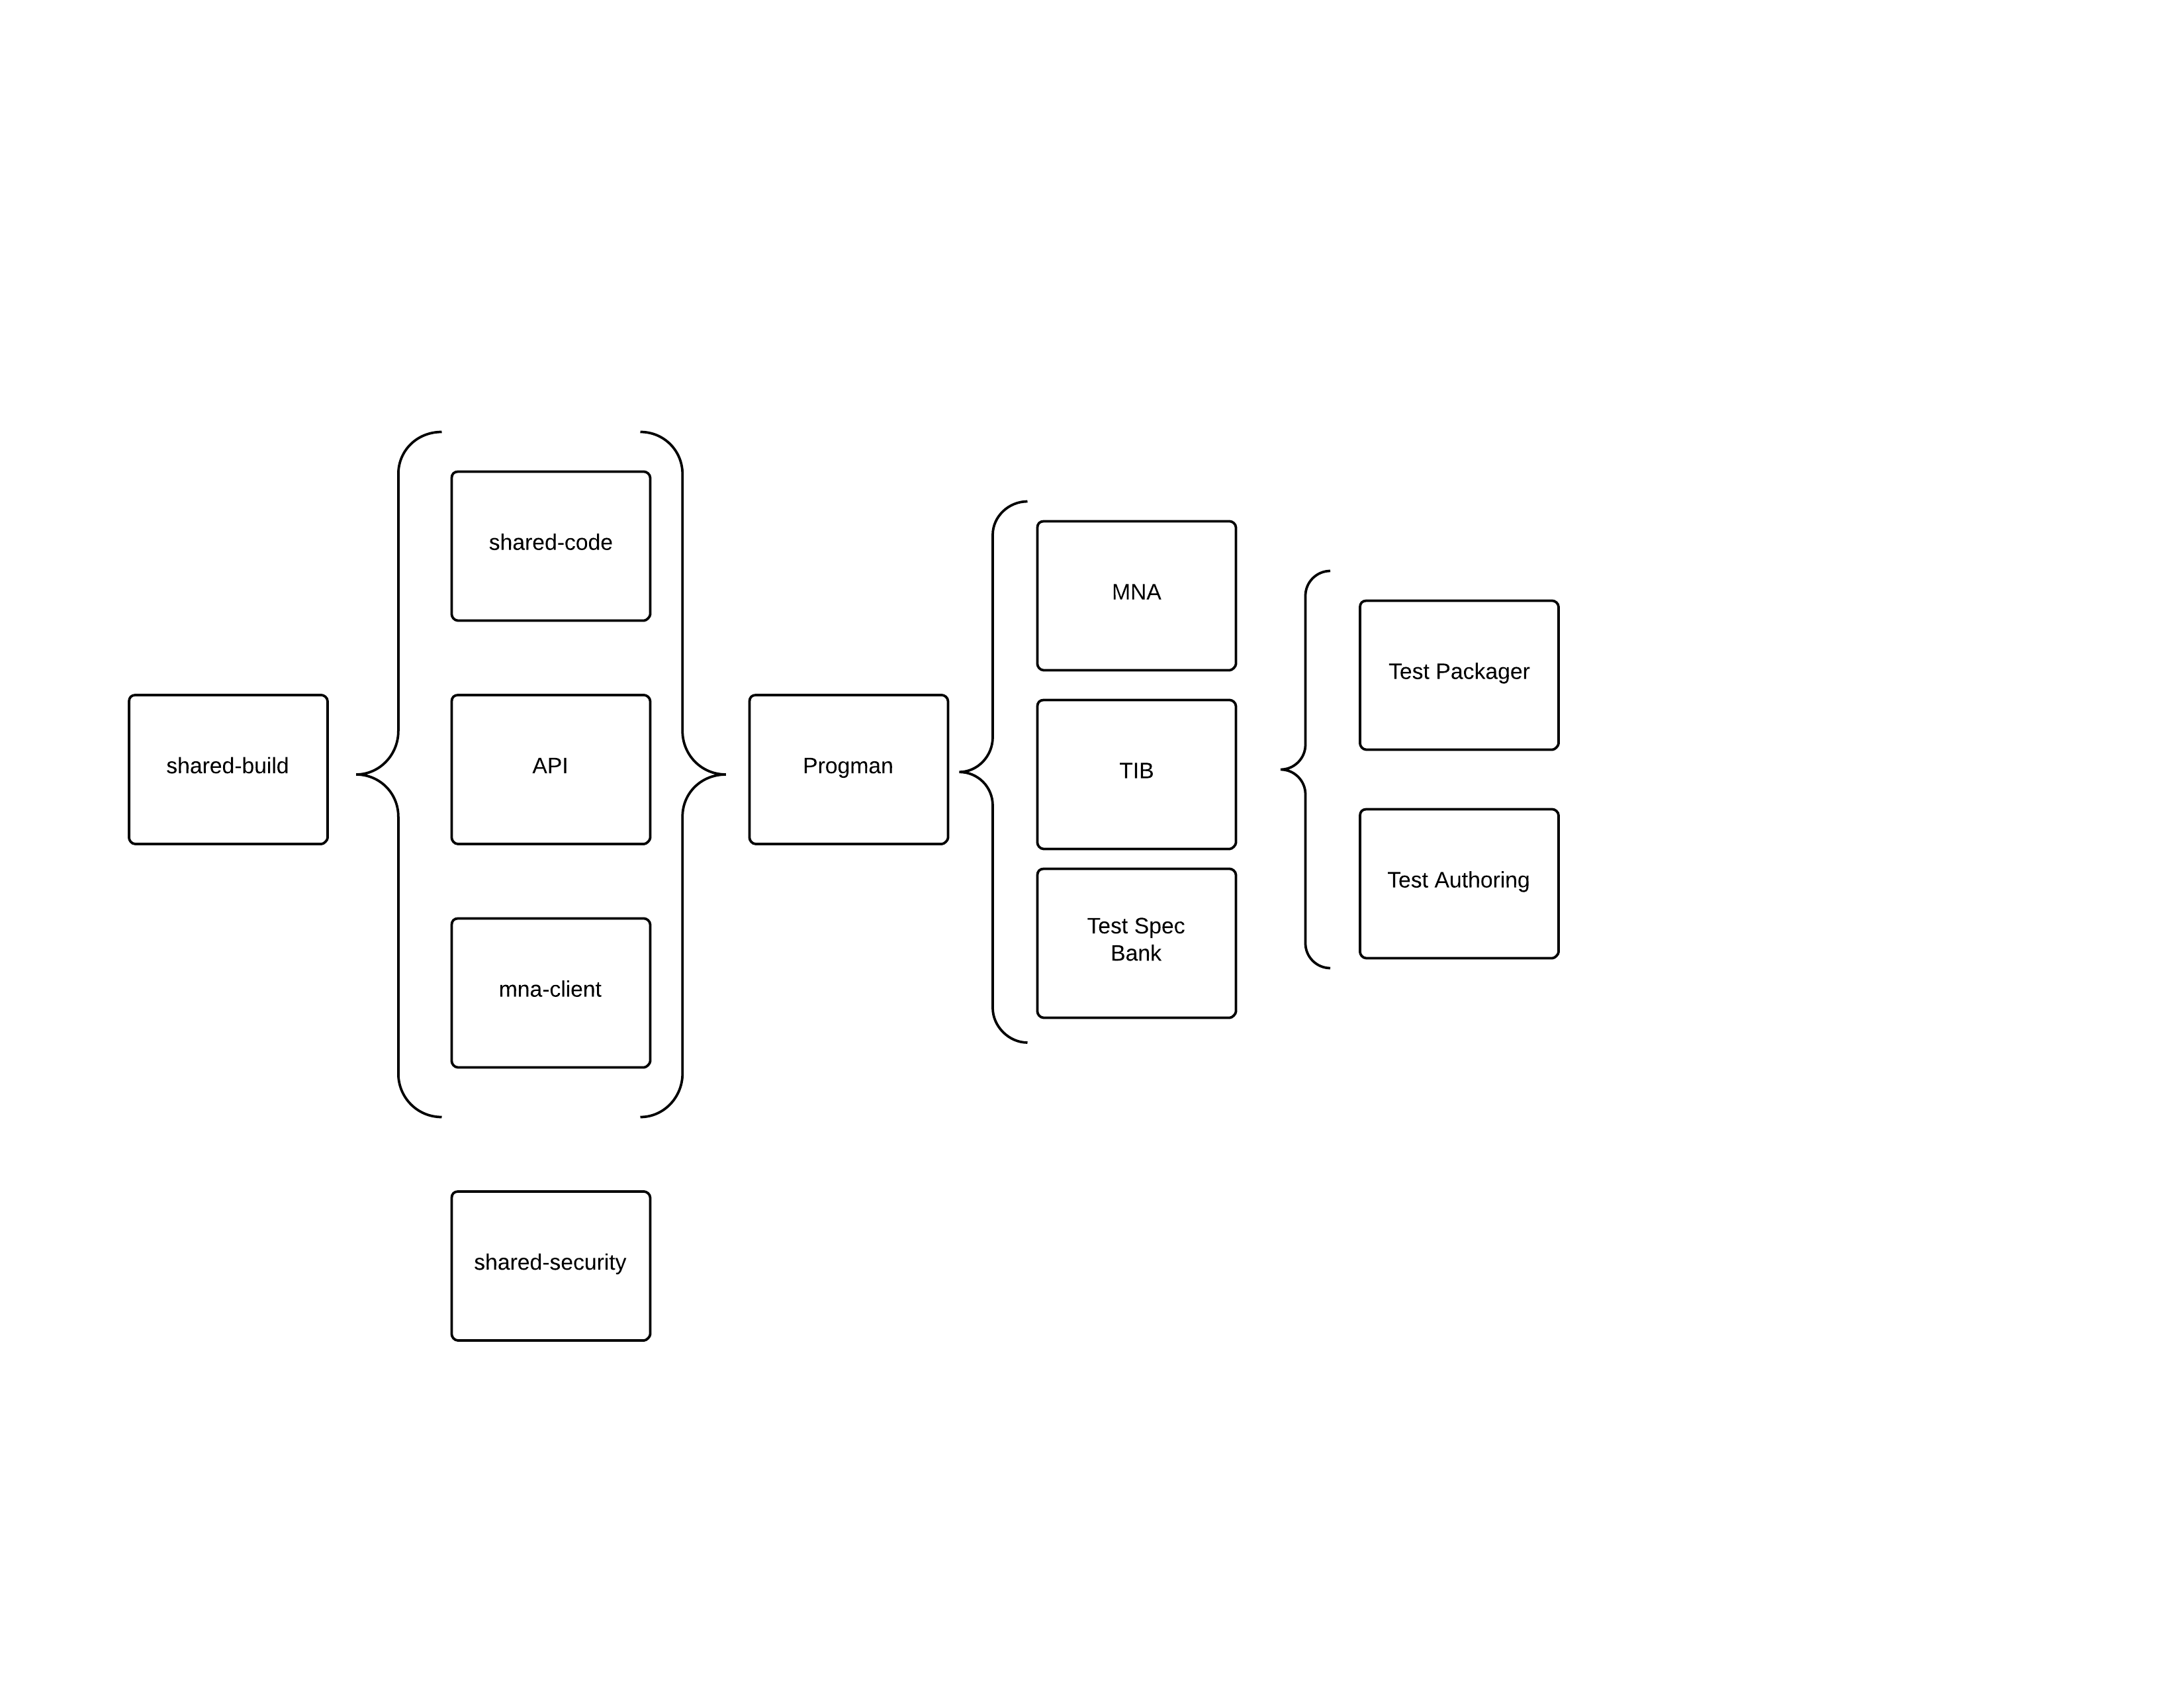 shared-build
shared-code
API
mna-client
shared-security
Progman
MNA
TIB
Test Spec
Bank
Test Packager
Test Authoring